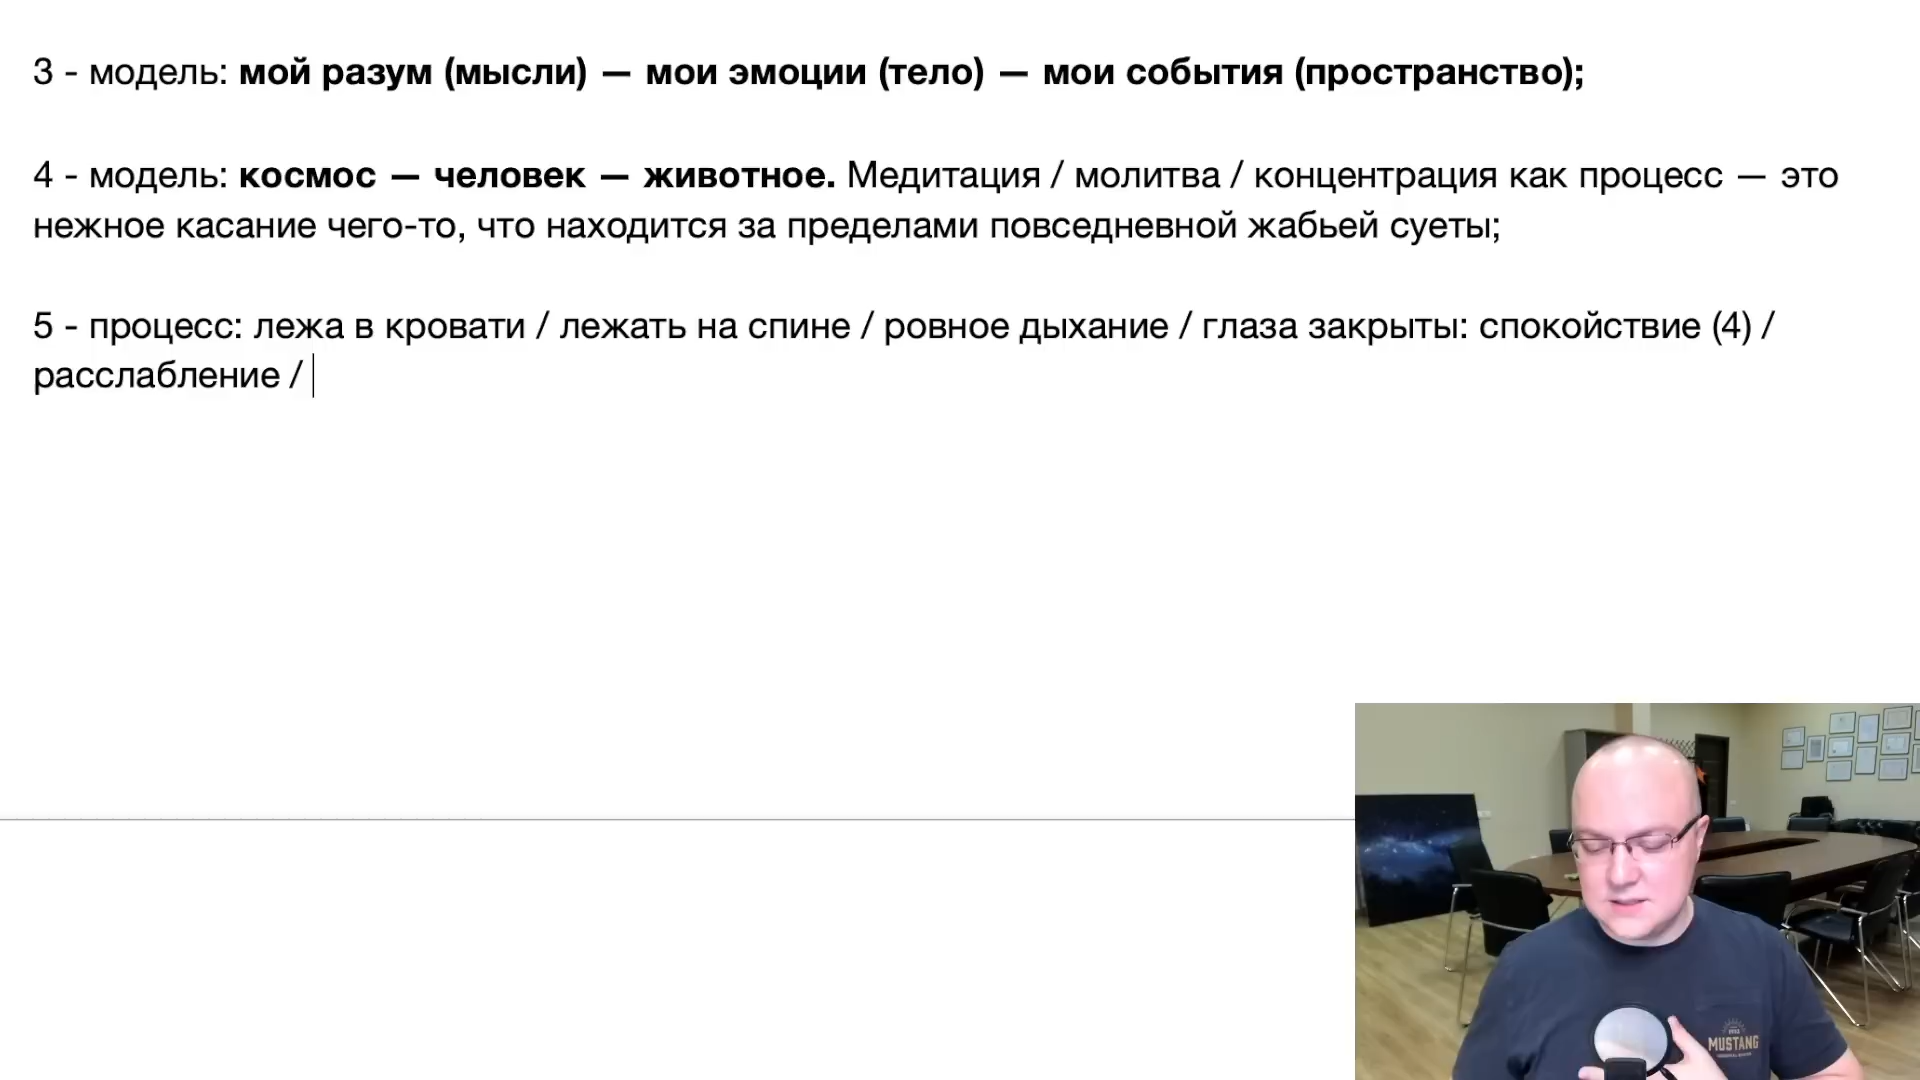 3 - модель: мой разум (мысли) — мои эмоции (тело) — мои события (пространство);
4 - модель: космос — человек — животное. Медитация / молитва / концентрация как процесс — это
нежное касание чего-то, что находится за пределами повседневной жабьей суеты;
5 - процесс: лежа в кровати / лежать на спине / ровное дыхание / глаза закрыты: спокойствие (4) /
расслабление /
MUSTANG